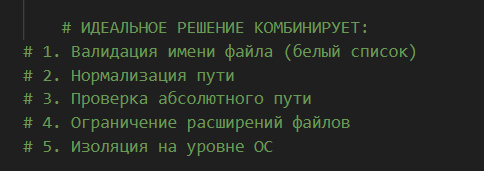 # ИДЕАЛЬНОЕ РЕШЕНИЕ КОМБИНИРУЕТ:
# 1. Валидация имени файла (белый список)
# 2. Нормализация пути
# 3. Проверка абсолютного пути
# 4. Ограничение расширений файлов
# 5. Изоляция на уровне ОС